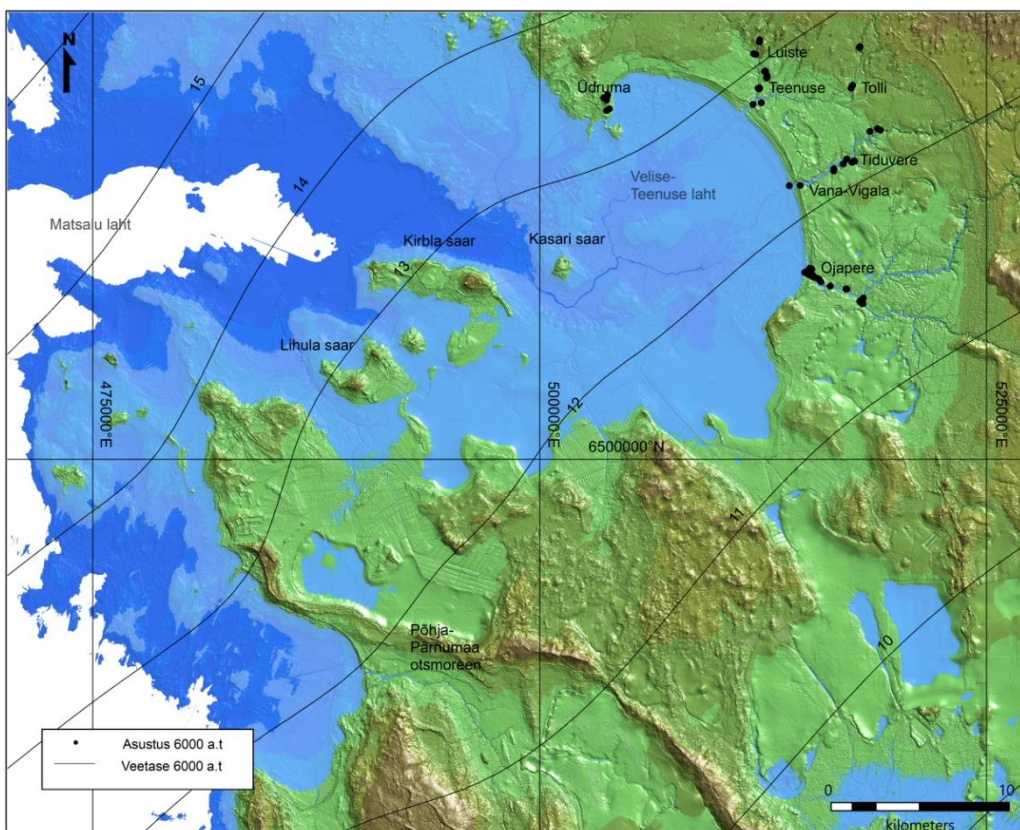 N
15
Luiste
Üdruma
Teenuse
Tolli
14
Tiduvere
Velise-
Teenuse laht
Vana-Vigala
Matsalu laht
Kirbla saar
Kasari saar
13
Ojapere
Lihula saar
475000°E
500000°E
525000°E
12
6500000°N
11
10
Põhja-
Pärnumaa
otsmoreen
Asustus 6000 a.t
Veetase 6000 a.t
0
10
kilometers